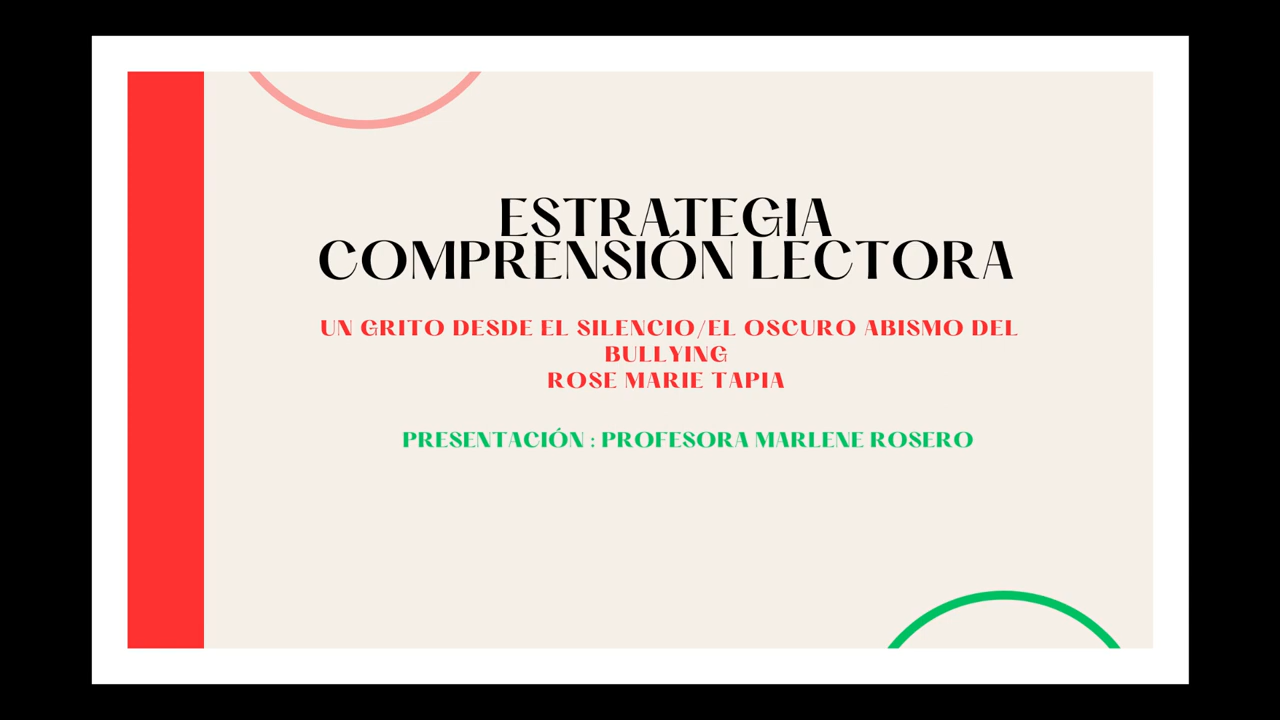 ESTRATEGIA
COMPRENSIÓN LECTORA
UN GRITO DESDE EL SILENCIO/EL OSCURO ABISMO DEL
BULLYING
ROSE MARIE TAPIA
PRESENTACIÓN : PROFESORA MARLENE ROSERO